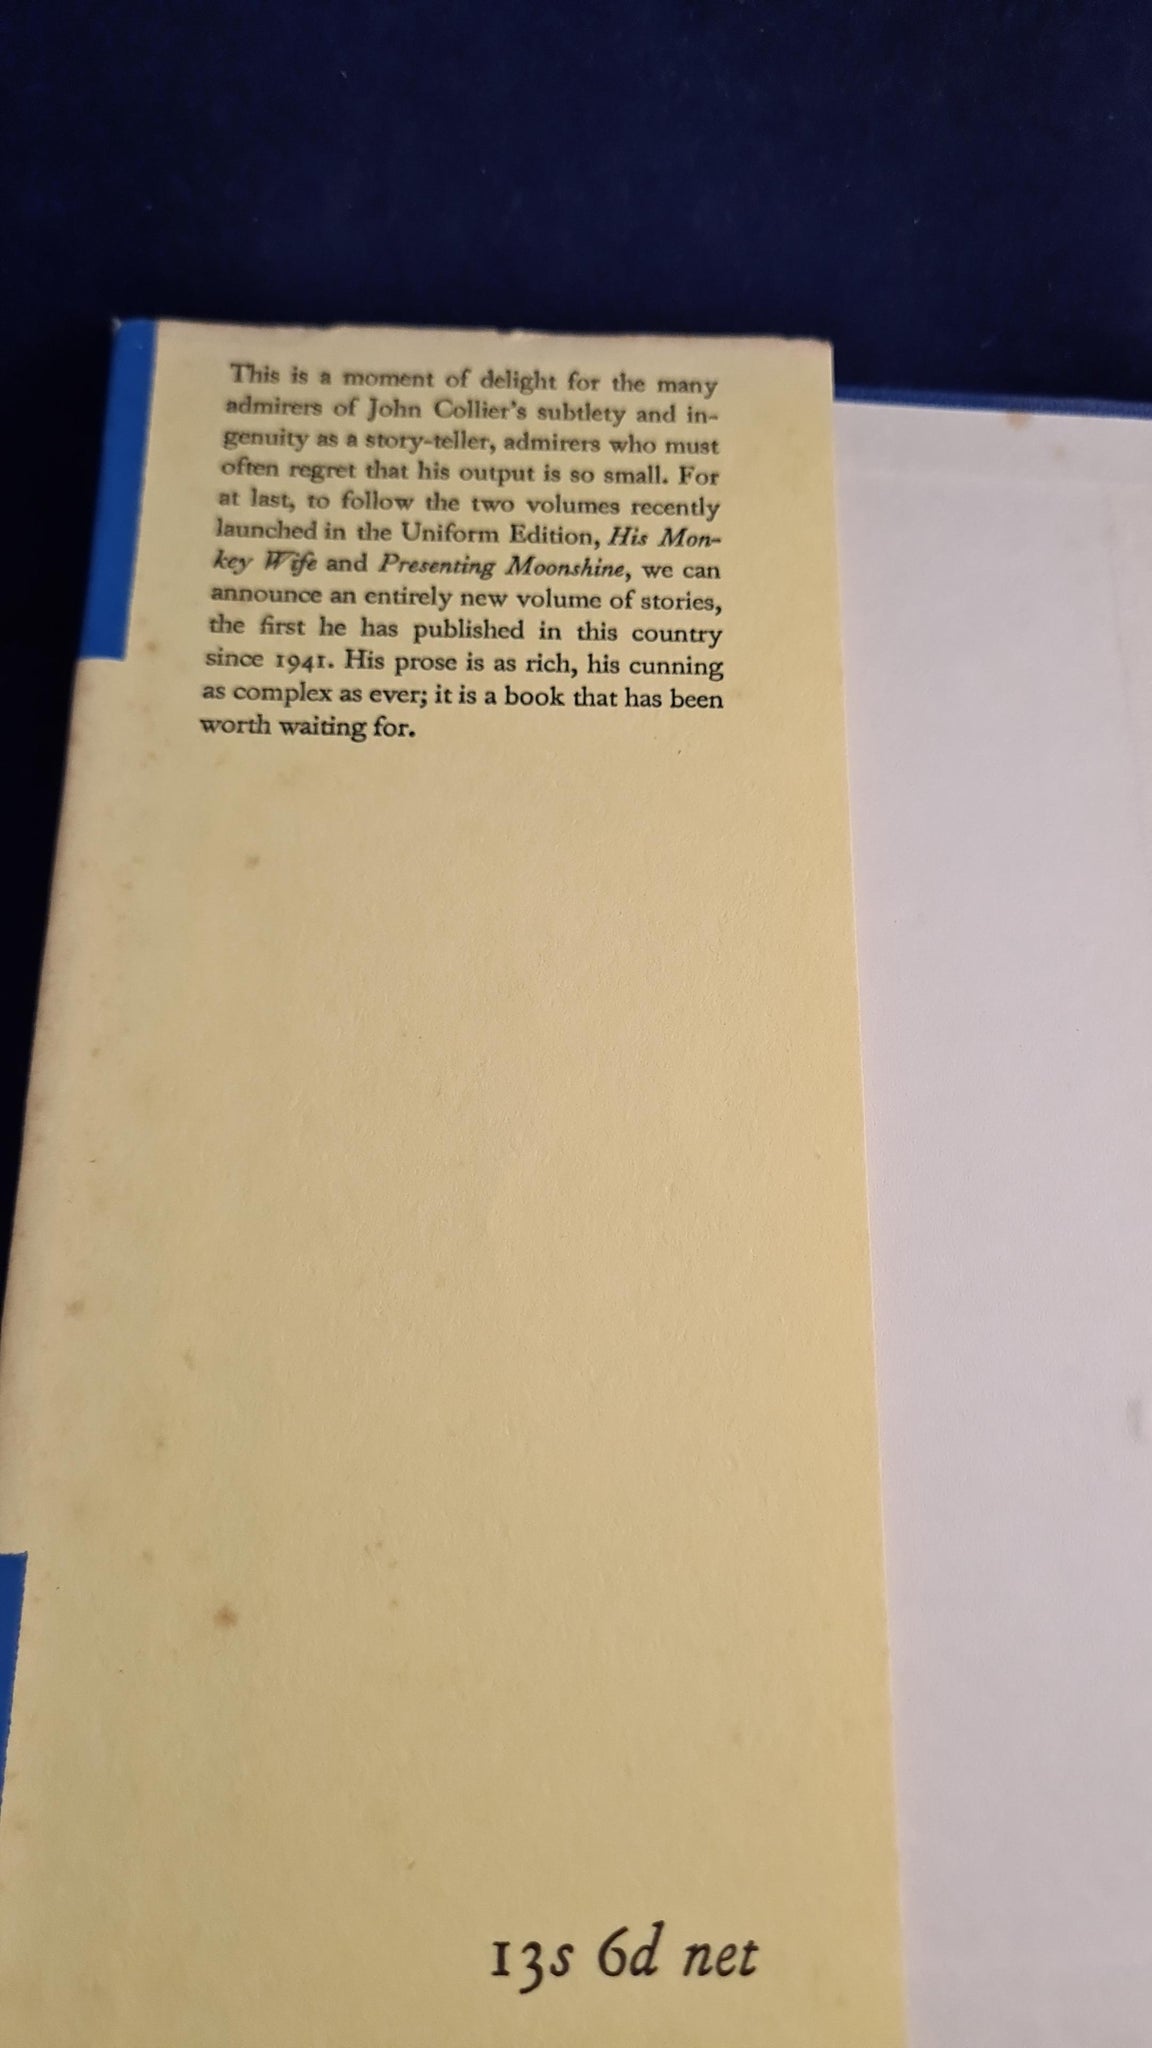 This is a moment of delight for the many
admirers of John Collier's subtlety and in-
genuity as a story-teller, admirers who must
often regret that his output is so small. For
at last, to follow the two volumes recently
launched in the Uniform Edition, His Mon-
key Wife and Presenting Moonshine, we can
announce an entirely new volume of stories,
the first he has published in this country
since 1941. His prose is as rich, his cunning
as complex as ever; it is a book that has been
worth waiting for.
13s 6d net